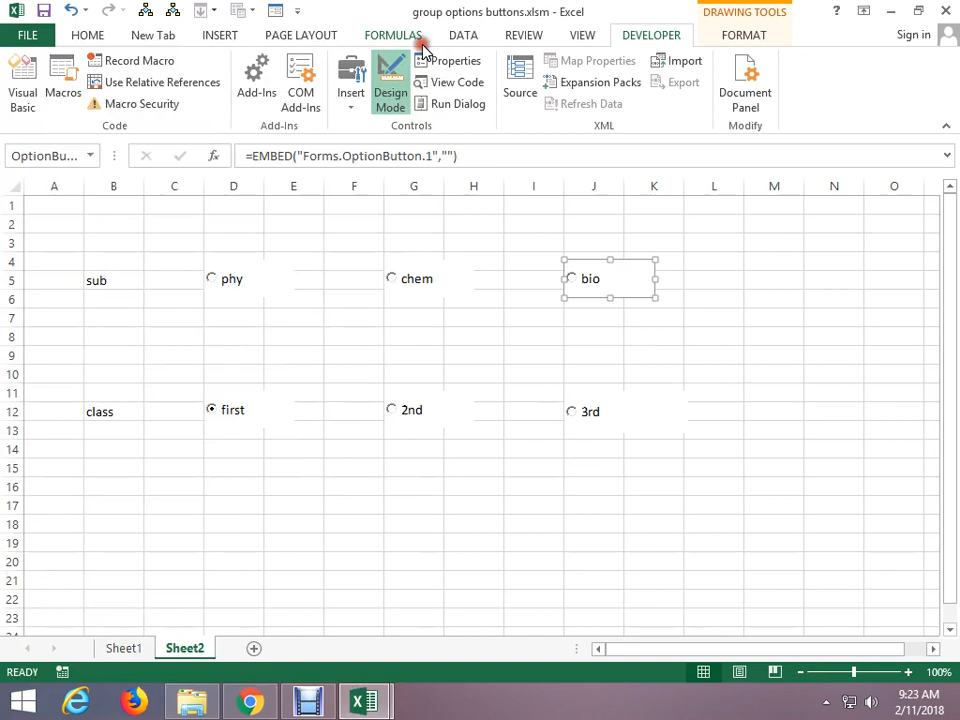 group options buttons.xlsm - Excel
DRAWING TOOLS
FILE HOME New Tab INSERT PAGE LAYOUT FORMULAS DATA REVIEW VIEW DEVELOPER FORMAT Sign in
Visual Basic
Macros
Record Macro
Use Relative References
Macro Security
Code
Add-Ins
COM Add-Ins
Add-Ins
Insert
Design Mode
Properties
View Code
Run Dialog
Controls
Source
Map Properties
Expansion Packs
Refresh Data
Import
Export
XML
Document Panel
Modify
OptionBu... fx =EMBED("Forms.OptionButton.1","")
A B C D E F G H I J K L M N O
1
2
3
4
5 sub phy chem bio
6
7
8
9
10
11
12 class first 2nd 3rd
13
14
15
16
17
18
19
20
21
22
23
Sheet1 Sheet2
READY 100%
9:23 AM
2/11/2018